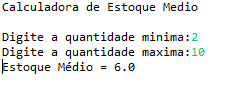 Calculadora de Estoque Medio
Digite a quantidade minima:2
Digite a quantidade maxima:10
Estoque Médio = 6.0